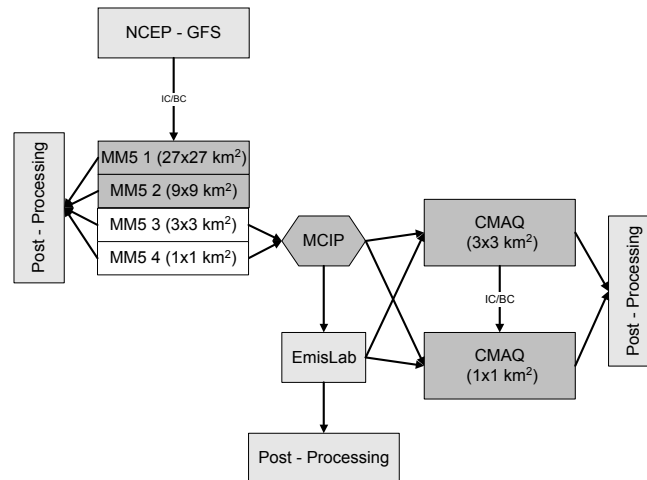 NCEP - GFS
IC/BC
Post - Processing
MM5 1 (27x27 km²)
MM5 2 (9x9 km²)
MM5 3 (3x3 km²)
MM5 4 (1x1 km²)
MCIP
CMAQ
(3x3 km²)
IC/BC
CMAQ
(1x1 km²)
Post - Processing
EmisLab
Post - Processing